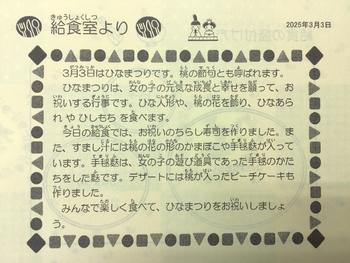 きゅうしょくしつ
給食室より
2025年3月3日
3月3日はひなまつりです。桃の節句とも呼ばれます。
ひなまつりは、女の子の元気な成長と幸せを願って、お
祝いする行事です。ひな人形や、桃の花を飾り、ひなあら
れ や ひしもち を食べます。
今日の給食では、お祝いのちらし寿司を作りました。ま
た、すまし汁には桃の花の形のかまぼこや手毬麩が入って
います。手毬麩は、女の子の遊び道具であった手毬のかた
ちをした麩です。デザートには桃が入ったピーチケーキも
作りました。
みんなで楽しく食べて、ひなまつりをお祝いしましょ
う。